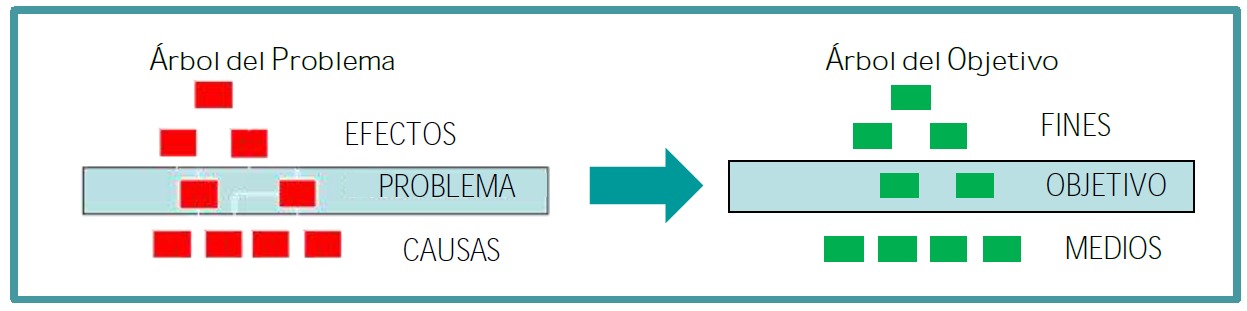 Árbol del Problema
EFECTOS
PROBLEMA
CAUSAS
Árbol del Objetivo
FINES
OBJETIVO
MEDIOS